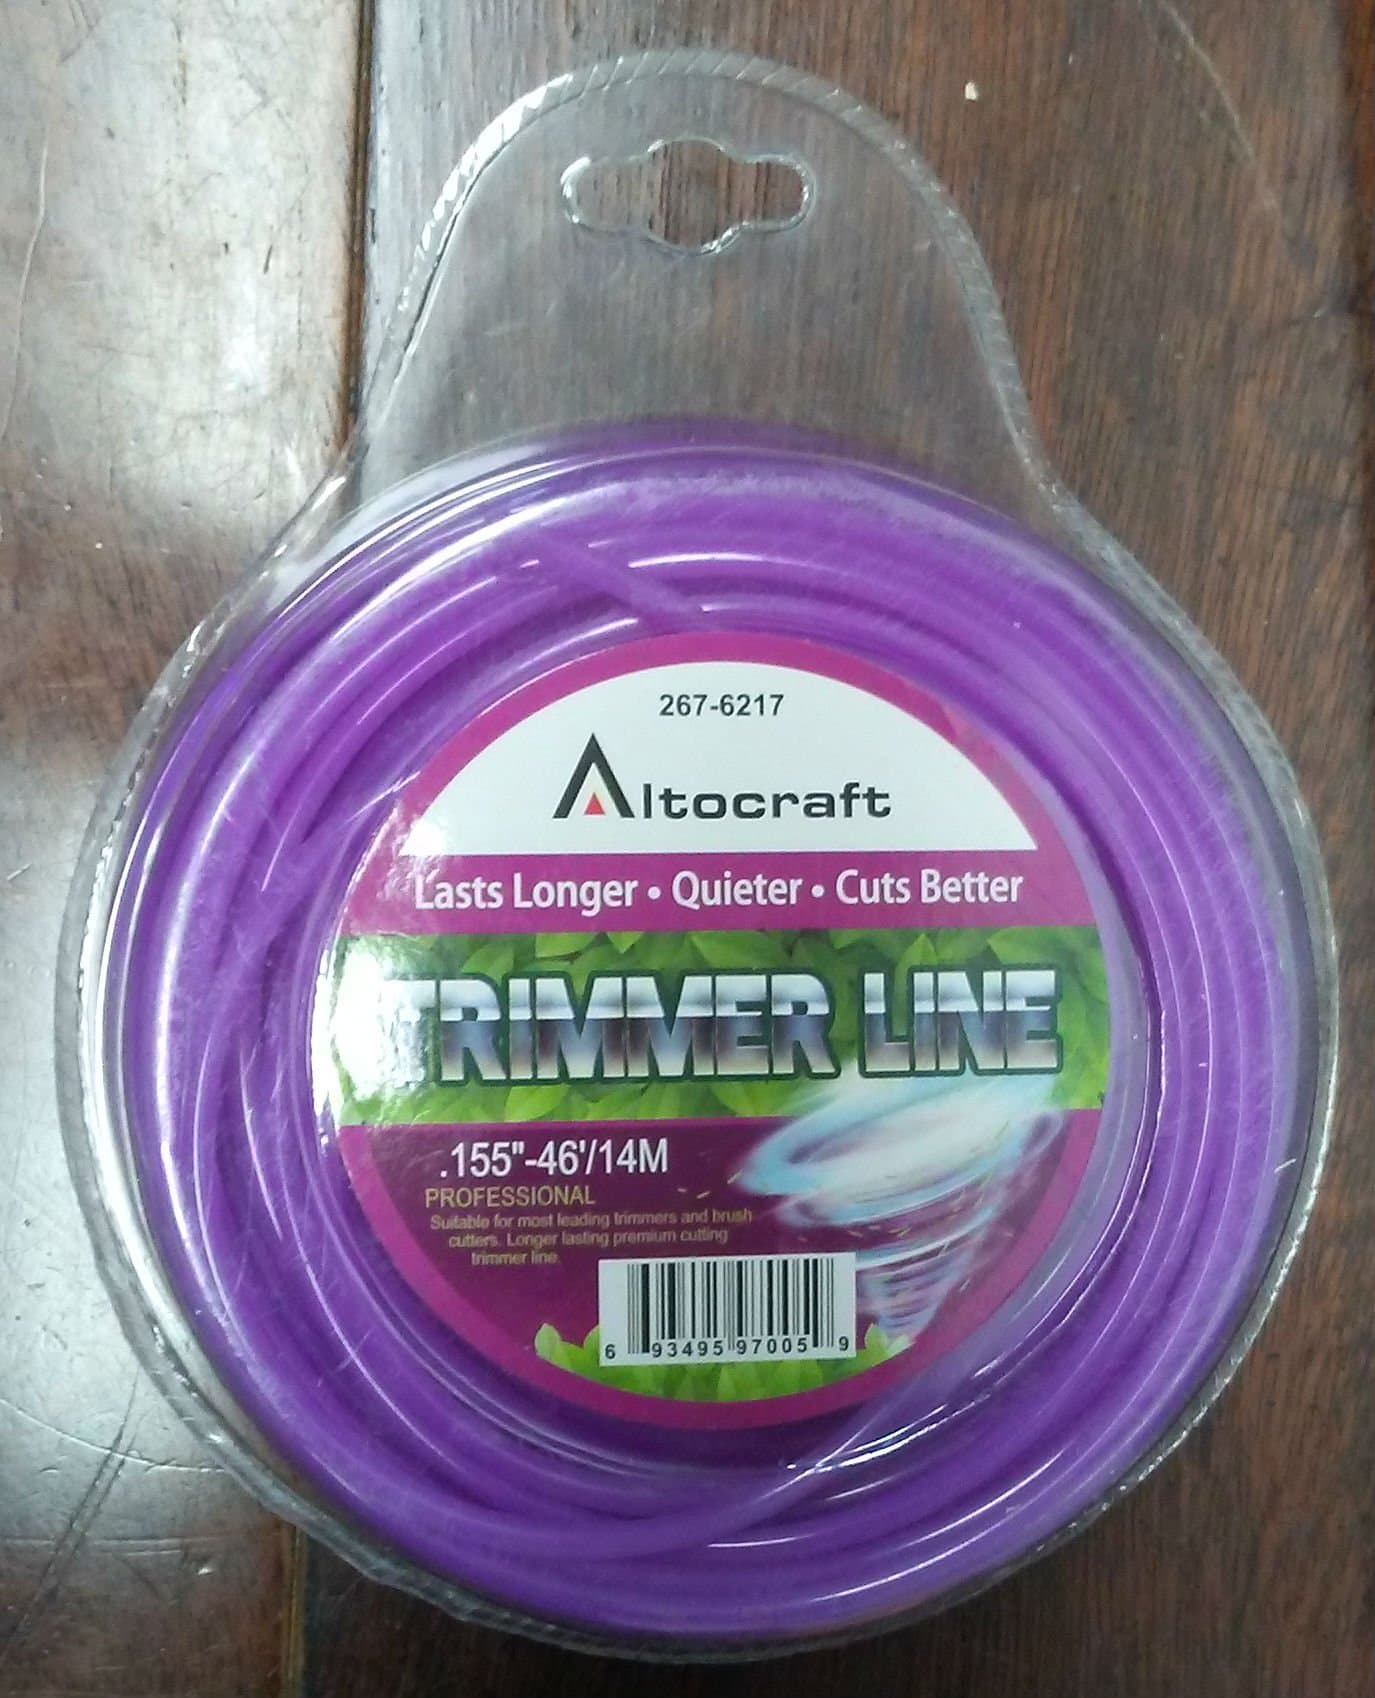 267-6217
Altocraft
Lasts Longer • Quieter • Cuts Better
TRIMMER LINE
.155"-46'/14M
PROFESSIONAL
Suitable for most leading trimmers and brush
cutters. Longer lasting premium cutting
trimmer line.
6 93495 97005 9